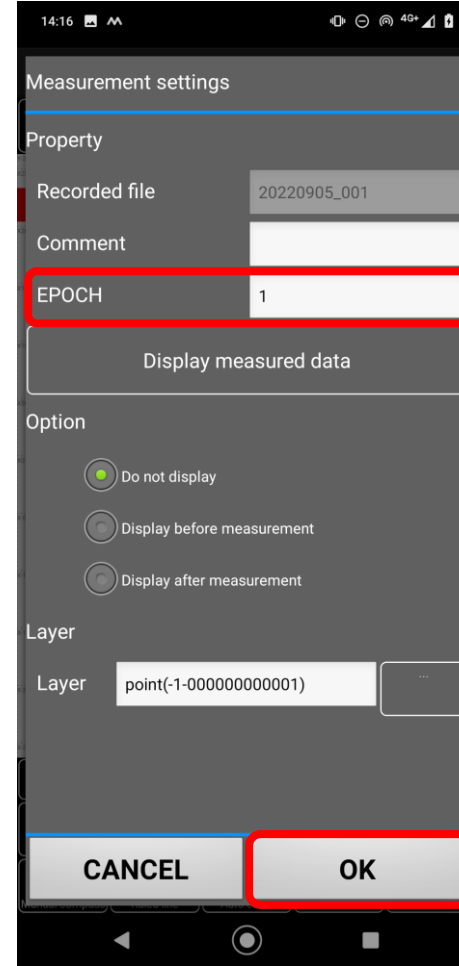 14:16 4G+
Measurement settings
Property
Recorded file 20220905_001
Comment
EPOCH 1
Display measured data
Option
Do not display
Display before measurement
Display after measurement
Layer
Layer point(-1-000000000001) ...
CANCEL OK